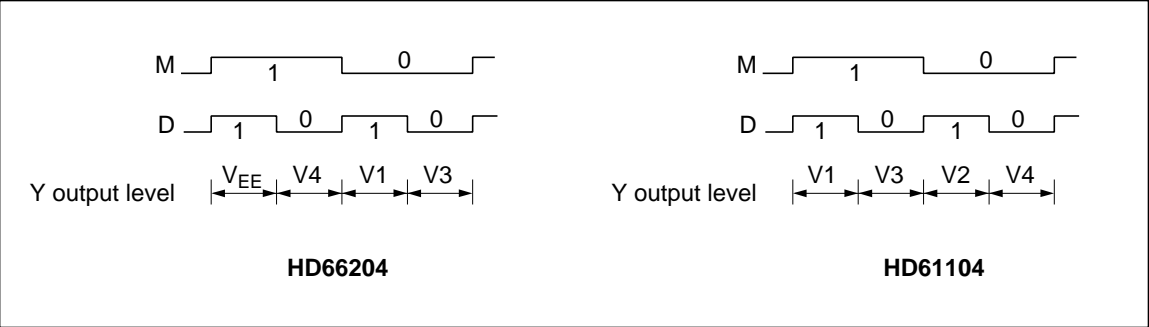 M 1 0
D 1 0 1 0
Y output level VEE V4 V1 V3
HD66204
M 1 0
D 1 0 1 0
Y output level V1 V3 V2 V4
HD61104